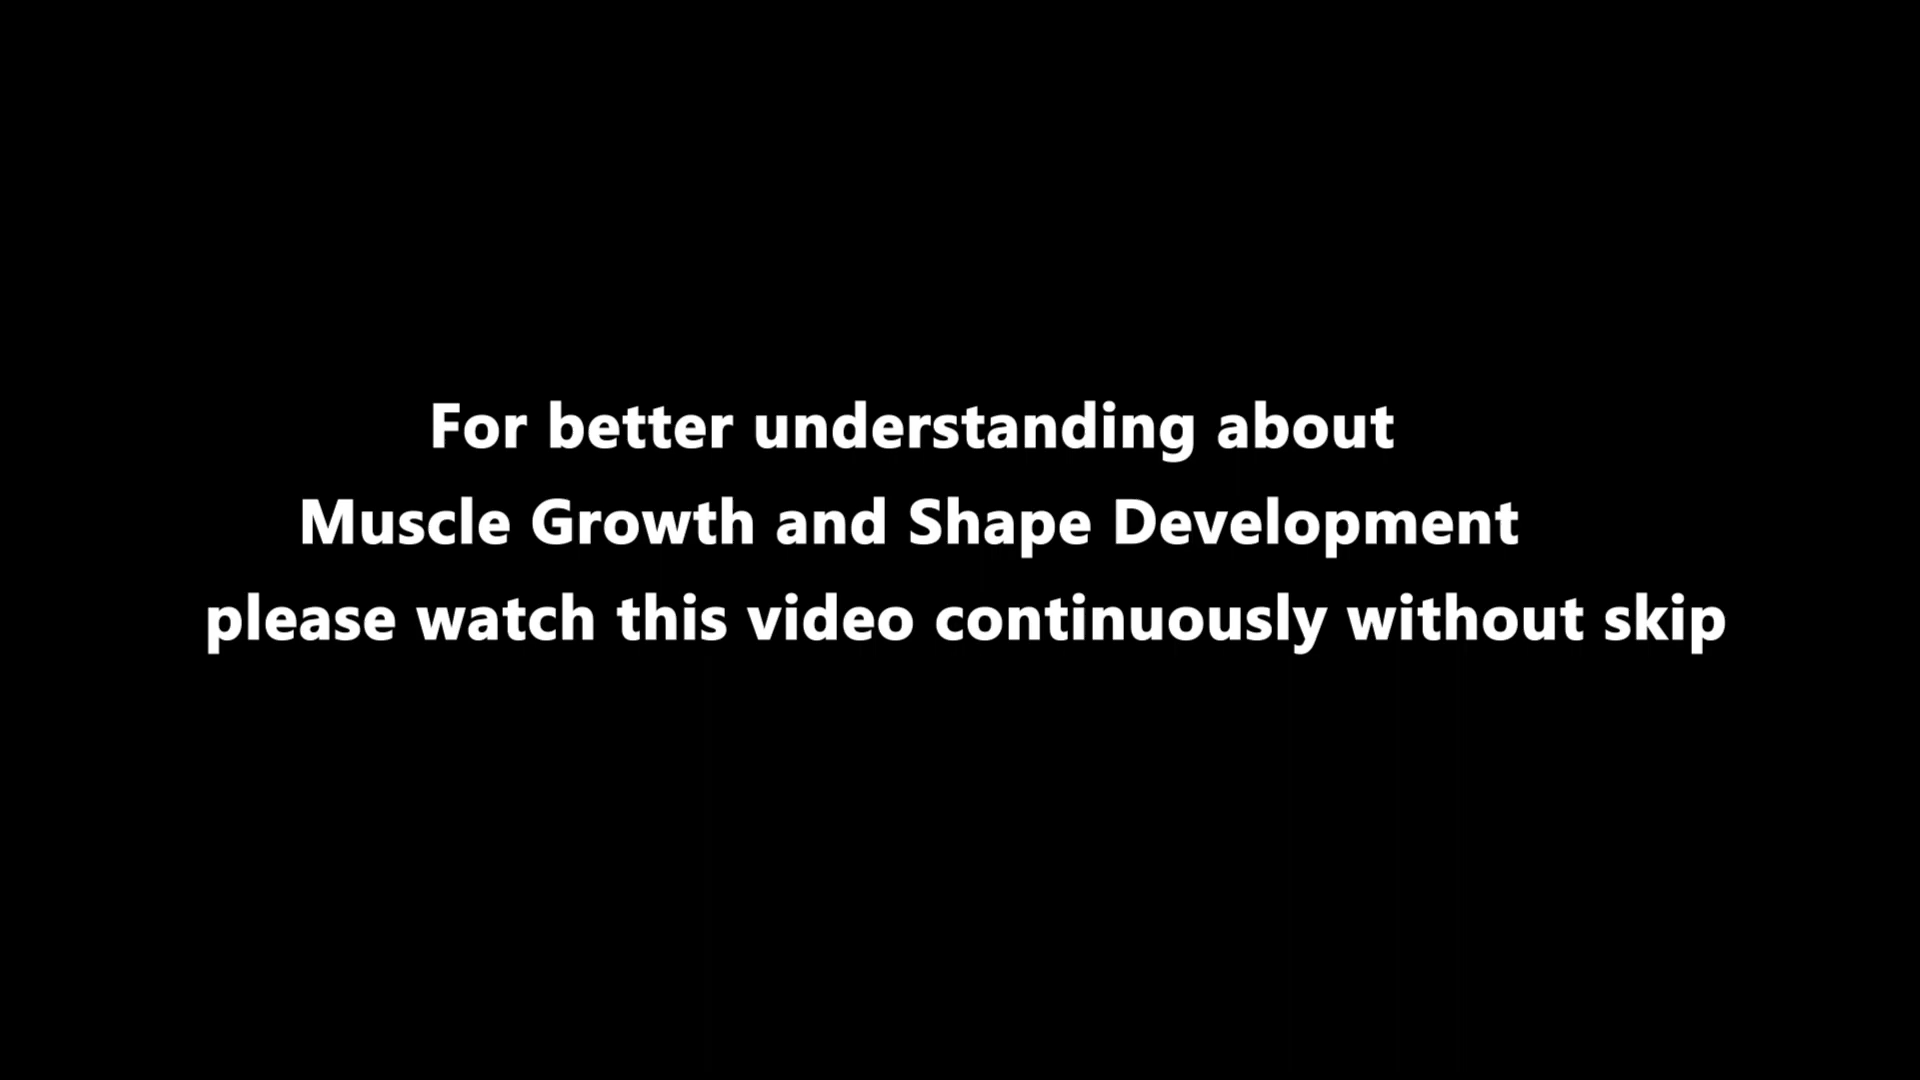 For better understanding about
Muscle Growth and Shape Development
please watch this video continuously without skip